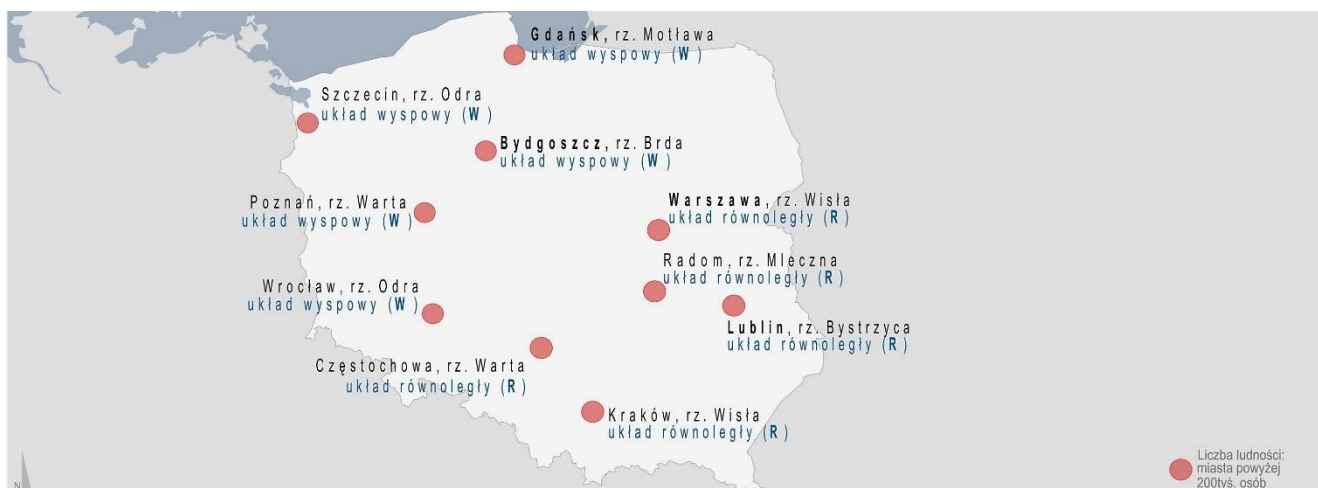 Gdańsk, rz. Motława
układ wyspowy (W)
Szczecin, rz. Odra
układ wyspowy (W)
Bydgoszcz, rz. Brda
układ wyspowy (W)
Poznań, rz. Warta
układ wyspowy (W)
Warszawa, rz. Wisła
układ równoległy (R)
Radom, rz. Mleczna
układ równoległy (R)
Wrocław, rz. Odra
układ wyspowy (W)
Lublin, rz. Bystrzyca
układ równoległy (R)
Częstochowa, rz. Warta
układ równoległy (R)
Kraków, rz. Wisła
układ równoległy (R)
Liczba ludności:
miasta powyżej
200tyś. osób
N